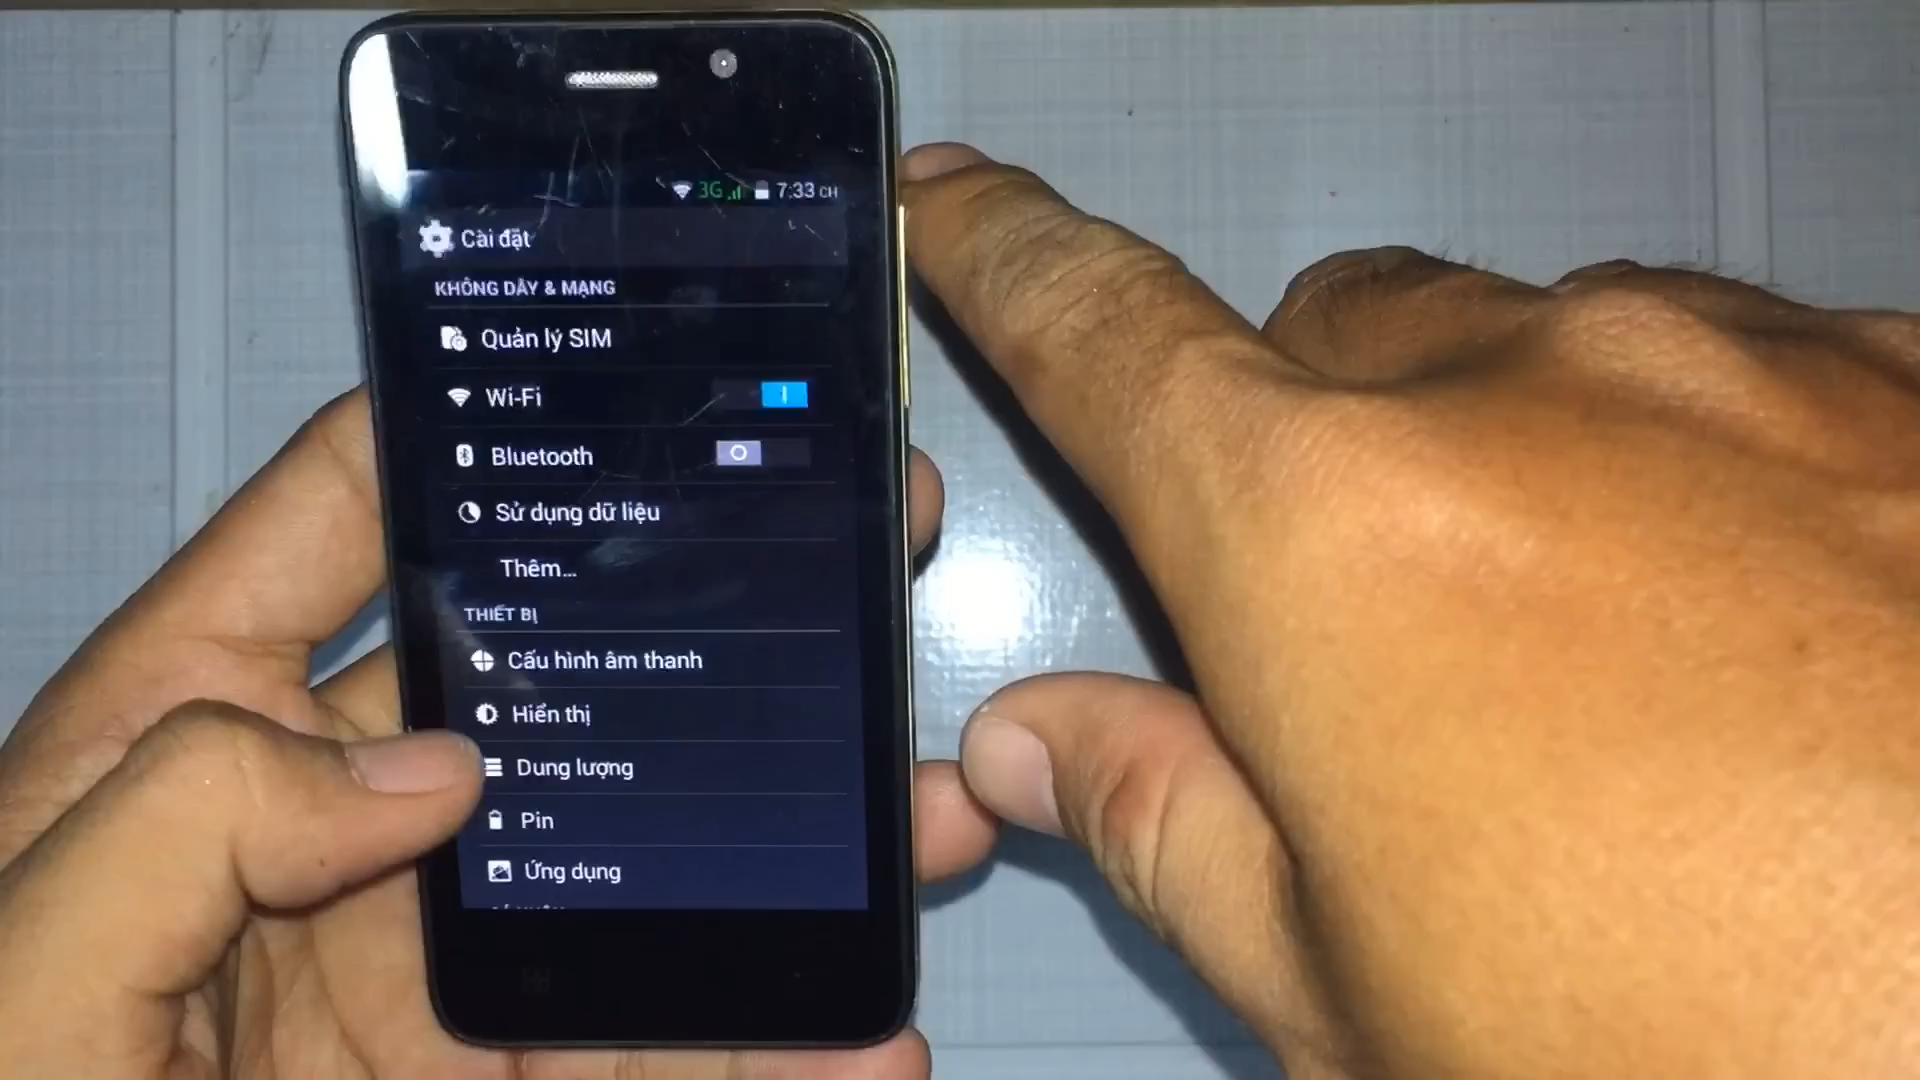 3G 7:33 CH
Cài đặt
KHÔNG DÂY & MẠNG
Quản lý SIM
Wi-Fi
Bluetooth
Sử dụng dữ liệu
Thêm...
THIẾT BỊ
Cấu hình âm thanh
Hiển thị
Dung lượng
Pin
Ứng dụng